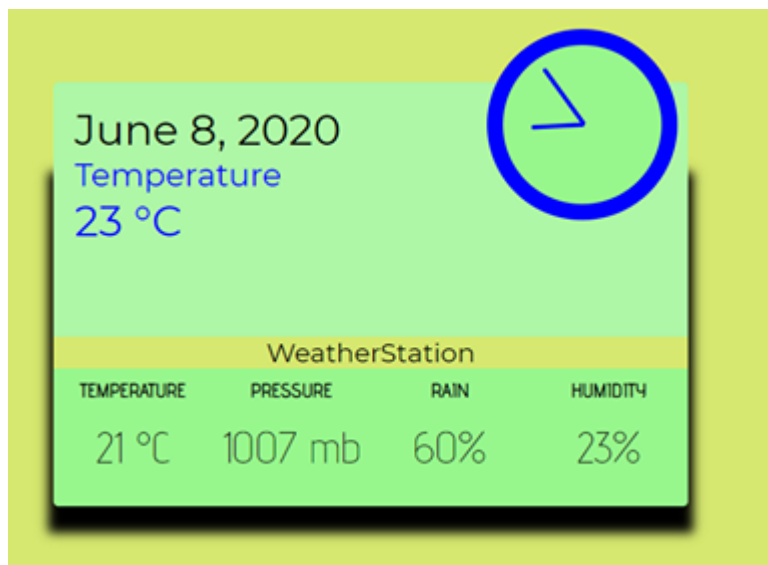 June 8, 2020
Temperature
23 °C
WeatherStation
TEMPERATURE PRESSURE RAIN HUMIDITY
21 °C 1007 mb 60% 23%